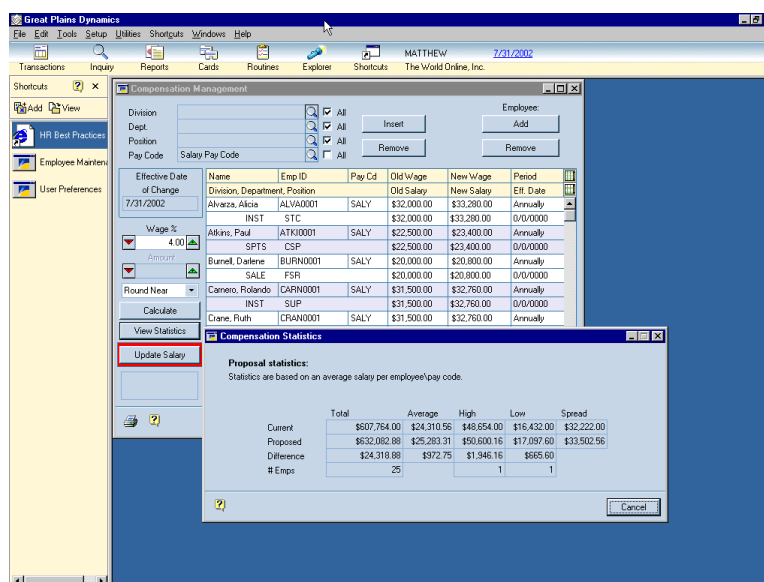 Great Plains Dynamics
File Edit Tools Setup Utilities Shortcuts Windows Help
Transactions Inquiry Reports Cards Routines Explorer Shortcuts MATTHEW 7/31/2002
The World Online, Inc.
Shortcuts
Add View
HR Best Practices
Employee Mainten
User Preferences
Compensation Management
Division All
Dept. All
Position All
Pay Code Salary Pay Code All
Insert
Remove
Employee:
Add
Remove
Effective Date
of Change
7/31/2002
Wage %
4.00
Amount
Round Near
Calculate
View Statistics
Update Salary
Name Emp ID Pay Cd Old Wage New Wage Period
Division, Department, Position Old Salary New Salary Eff. Date
Alvarza, Alicia ALVA0001 SALY $32,000.00 $33,280.00 Annually
INST STC $32,000.00 $33,280.00 0/0/0000
Atkins, Paul ATKI0001 SALY $22,500.00 $23,400.00 Annually
SPTS CSP $22,500.00 $23,400.00 0/0/0000
Burnell, Darlene BURN0001 SALY $20,000.00 $20,800.00 Annually
SALE FSR $20,000.00 $20,800.00 0/0/0000
Carnero, Rolando CARN0001 SALY $31,500.00 $32,760.00 Annually
INST SUP $31,500.00 $32,760.00 0/0/0000
Crane, Ruth CRAN0001 SALY $31,500.00 $32,760.00 Annually
Compensation Statistics
Proposal statistics:
Statistics are based on an average salary per employee\pay code.
Total Average High Low Spread
Current $607,764.00 $24,310.56 $48,654.00 $16,432.00 $32,222.00
Proposed $632,082.88 $25,283.31 $50,600.16 $17,097.60 $33,502.56
Difference $24,318.88 $972.75 $1,946.16 $665.60
# Emps 25 1 1
Cancel